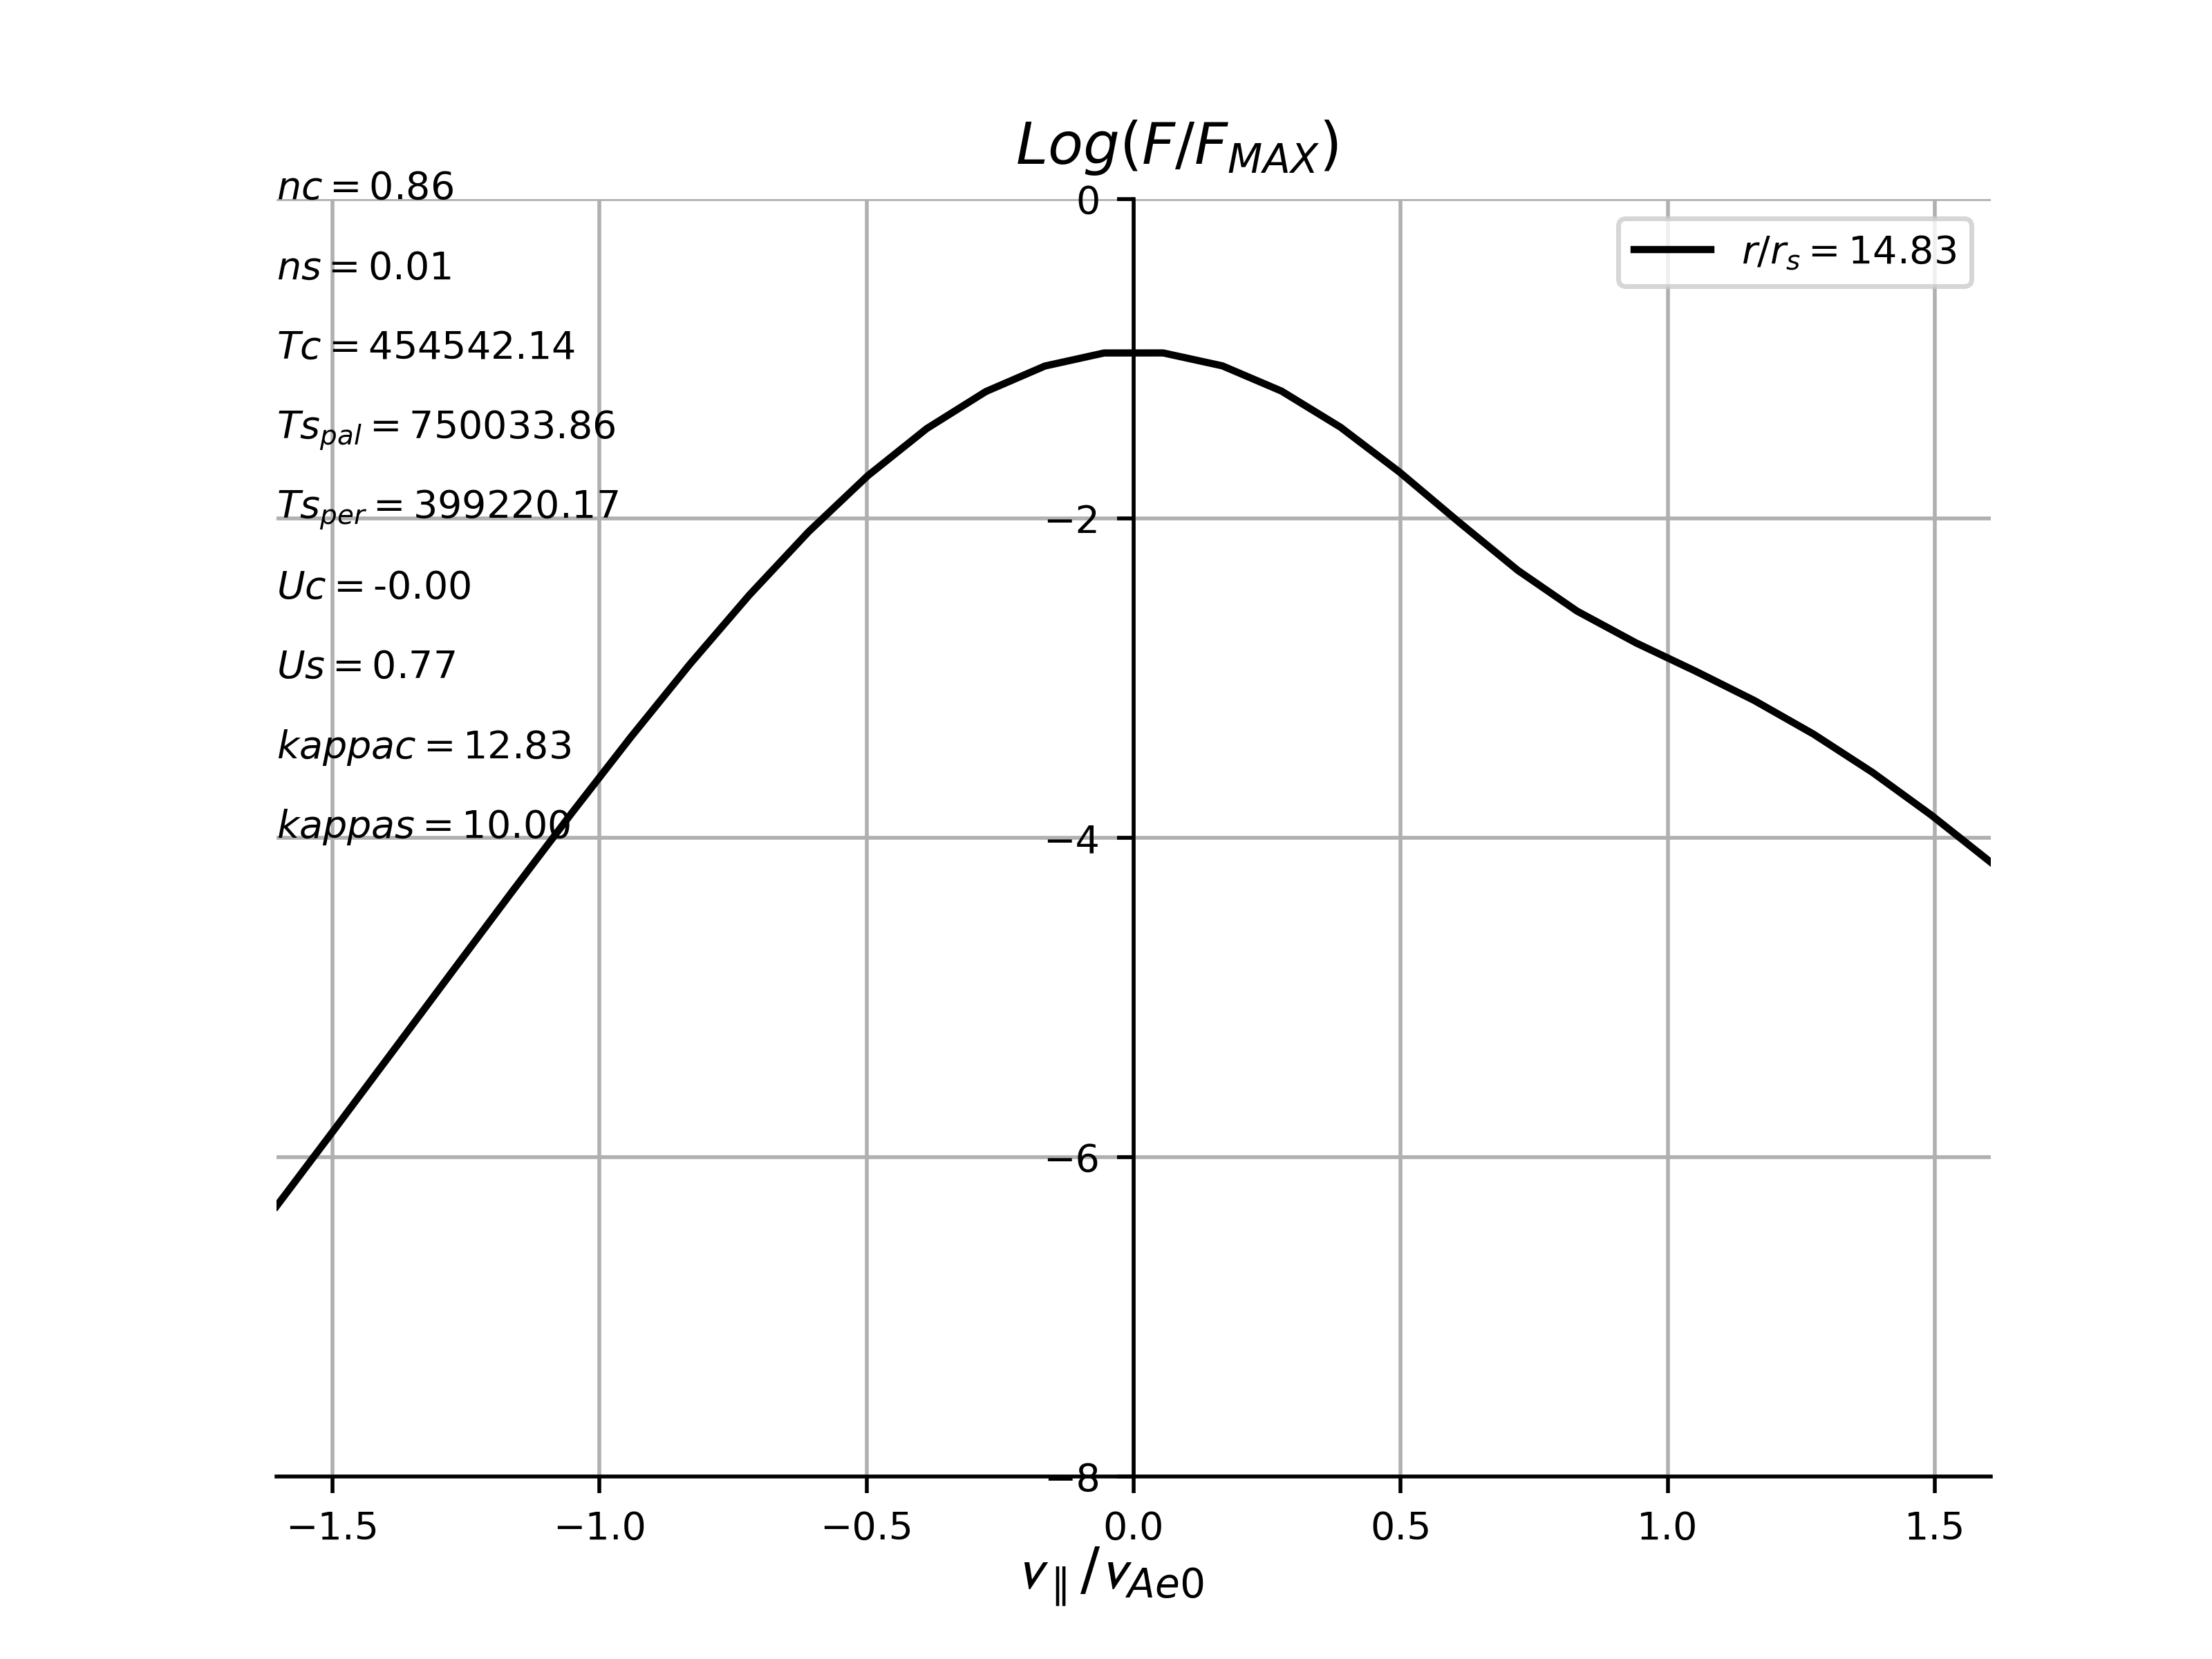 Log(F/F_MAX)
nc = 0.86
0
r/r_s = 14.83
ns = 0.01
Tc = 454542.14
Ts_pal = 750033.86
Ts_per = 399220.17
−2
Uc = -0.00
Us = 0.77
kappac = 12.83
kappas = 10.00
−4
−6
−8
−1.5 −1.0 −0.5 0.0 0.5 1.0 1.5
v_∥/v_Ae0